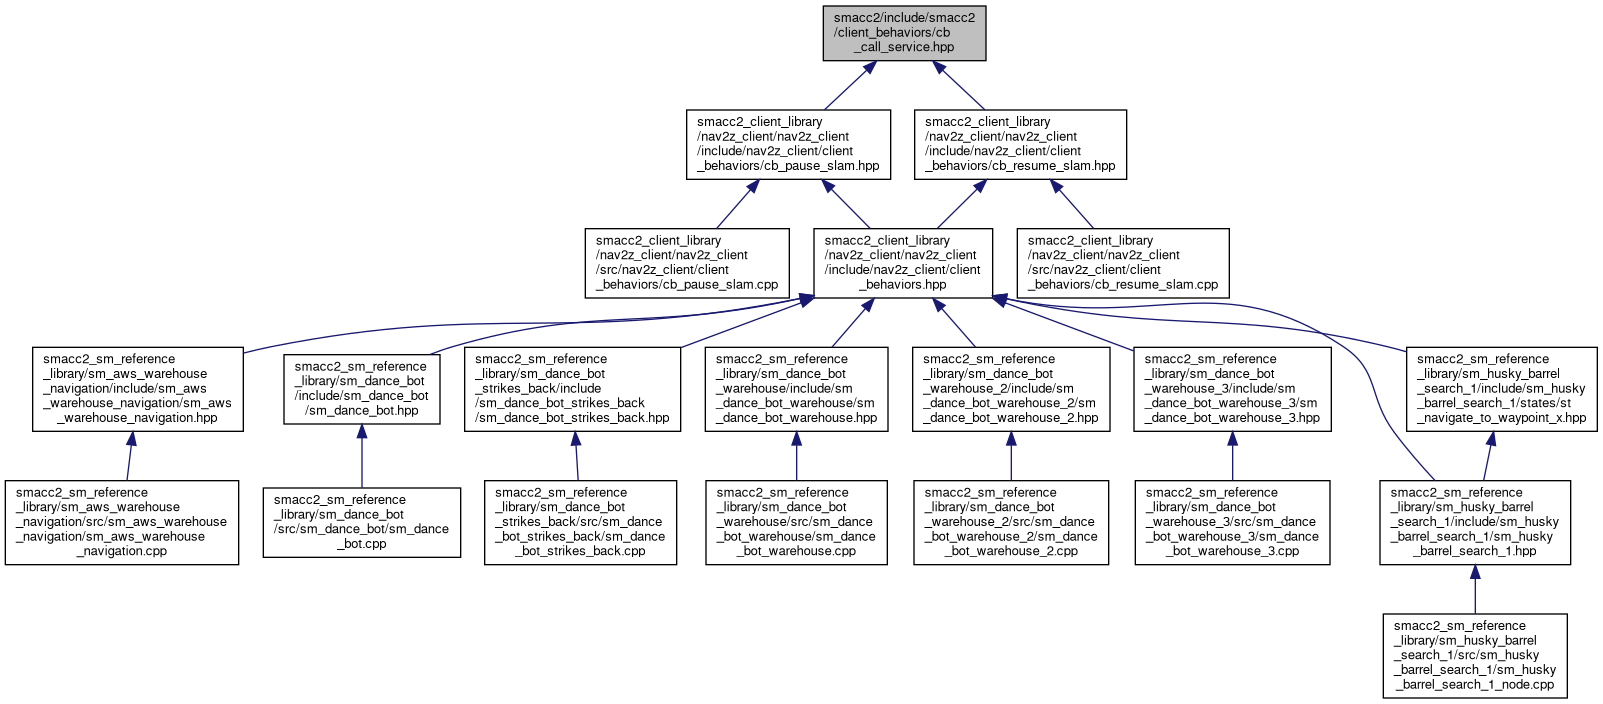 smacc2/include/smacc2
/client_behaviors/cb
_call_service.hpp
smacc2_client_library
/nav2z_client/nav2z_client
/include/nav2z_client/client
_behaviors/cb_pause_slam.hpp
smacc2_client_library
/nav2z_client/nav2z_client
/include/nav2z_client/client
_behaviors/cb_resume_slam.hpp
smacc2_client_library
/nav2z_client/nav2z_client
/src/nav2z_client/client
_behaviors/cb_pause_slam.cpp
smacc2_client_library
/nav2z_client/nav2z_client
/include/nav2z_client/client
_behaviors.hpp
smacc2_client_library
/nav2z_client/nav2z_client
/src/nav2z_client/client
_behaviors/cb_resume_slam.cpp
smacc2_sm_reference
_library/sm_aws_warehouse
_navigation/include/sm_aws
_warehouse_navigation/sm_aws
_warehouse_navigation.hpp
smacc2_sm_reference
_library/sm_dance_bot
/include/sm_dance_bot
/sm_dance_bot.hpp
smacc2_sm_reference
_library/sm_dance_bot
_strikes_back/include
/sm_dance_bot_strikes_back
/sm_dance_bot_strikes_back.hpp
smacc2_sm_reference
_library/sm_dance_bot
_warehouse/include/sm
_dance_bot_warehouse/sm
_dance_bot_warehouse.hpp
smacc2_sm_reference
_library/sm_dance_bot
_warehouse_2/include/sm
_dance_bot_warehouse_2/sm
_dance_bot_warehouse_2.hpp
smacc2_sm_reference
_library/sm_dance_bot
_warehouse_3/include/sm
_dance_bot_warehouse_3/sm
_dance_bot_warehouse_3.hpp
smacc2_sm_reference
_library/sm_husky_barrel
_search_1/include/sm_husky
_barrel_search_1/states/st
_navigate_to_waypoint_x.hpp
smacc2_sm_reference
_library/sm_aws_warehouse
_navigation/src/sm_aws_warehouse
_navigation/sm_aws_warehouse
_navigation.cpp
smacc2_sm_reference
_library/sm_dance_bot
/src/sm_dance_bot/sm_dance
_bot.cpp
smacc2_sm_reference
_library/sm_dance_bot
_strikes_back/src/sm_dance
_bot_strikes_back/sm_dance
_bot_strikes_back.cpp
smacc2_sm_reference
_library/sm_dance_bot
_warehouse/src/sm_dance
_bot_warehouse/sm_dance
_bot_warehouse.cpp
smacc2_sm_reference
_library/sm_dance_bot
_warehouse_2/src/sm_dance
_bot_warehouse_2/sm_dance
_bot_warehouse_2.cpp
smacc2_sm_reference
_library/sm_dance_bot
_warehouse_3/src/sm_dance
_bot_warehouse_3/sm_dance
_bot_warehouse_3.cpp
smacc2_sm_reference
_library/sm_husky_barrel
_search_1/include/sm_husky
_barrel_search_1/sm_husky
_barrel_search_1.hpp
smacc2_sm_reference
_library/sm_husky_barrel
_search_1/src/sm_husky
_barrel_search_1/sm_husky
_barrel_search_1_node.cpp